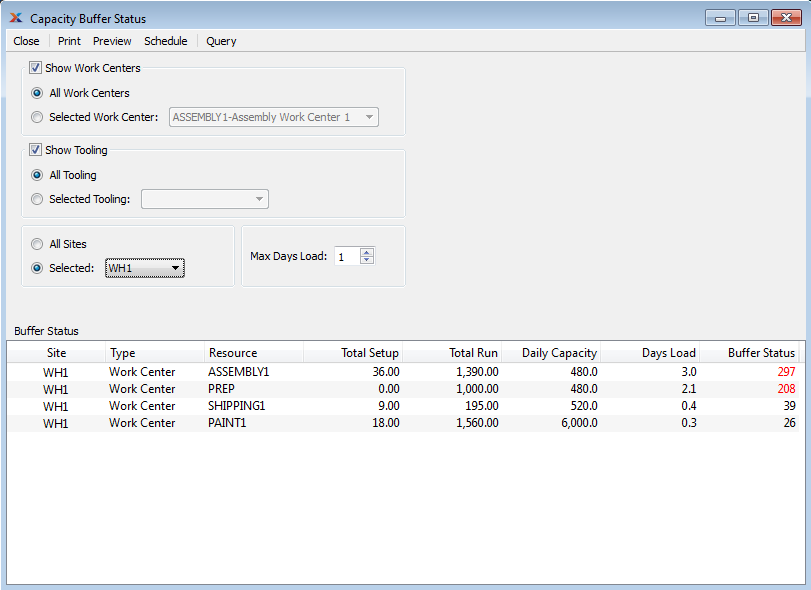 Capacity Buffer Status
Close Print Preview Schedule Query
Show Work Centers
All Work Centers
Selected Work Center: ASSEMBLY1-Assembly Work Center 1
Show Tooling
All Tooling
Selected Tooling:
All Sites
Selected: WH1
Max Days Load: 1
Buffer Status
Site Type Resource Total Setup Total Run Daily Capacity Days Load Buffer Status
WH1 Work Center ASSEMBLY1 36.00 1,390.00 480.0 3.0 297
WH1 Work Center PREP 0.00 1,000.00 480.0 2.1 208
WH1 Work Center SHIPPING1 9.00 195.00 520.0 0.4 39
WH1 Work Center PAINT1 18.00 1,560.00 6,000.0 0.3 26